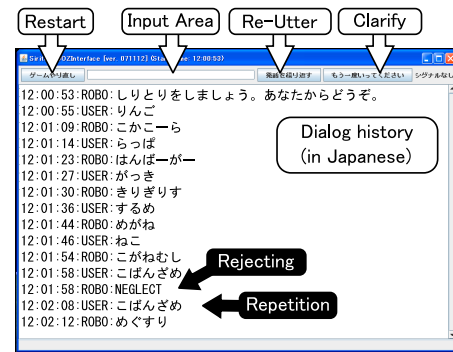 Restart Input Area Re-Utter Clarify
ゲームやり直し 発話を繰り返す もう一度いってください シグナルなし
12:00:53:ROBO:しりとりをしましょう。あなたからどうぞ。
12:00:55:USER:りんご
12:01:09:ROBO:こかこーら
12:01:14:USER:らっぱ
12:01:23:ROBO:はんばーがー
12:01:27:USER:がっき
12:01:30:ROBO:きりぎりす
12:01:36:USER:するめ
12:01:44:ROBO:めがね
12:01:46:USER:ねこ
12:01:54:ROBO:こがねむし
12:01:58:USER:こばんざめ
12:01:58:ROBO:NEGLECT
12:02:08:USER:こばんざめ
12:02:12:ROBO:めぐすり
Dialog history
(in Japanese)
Rejecting
Repetition